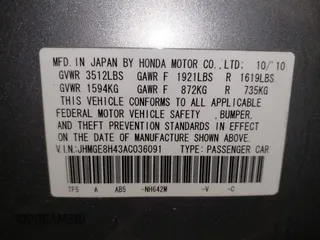 MFD. IN JAPAN BY HONDA MOTOR CO.,LTD: 10/'10
GVWR 3512LBS GAWR F 1921LBS R 1619LBS
GVWR 1594KG GAWR F 872KG R 735KG
THIS VEHICLE CONFORMS TO ALL APPLICABLE
FEDERAL MOTOR VEHICLE SAFETY ,BUMPER,
AND THEFT PREVENTION STANDARDS IN EFFECT
ON THE DATE OF MANUFACTURE SHOWN ABOVE.
V.I.N:JHMGE8H43AC036091 TYPE: PASSENGER CAR
TF5 A AB5 -NH642M -V -C